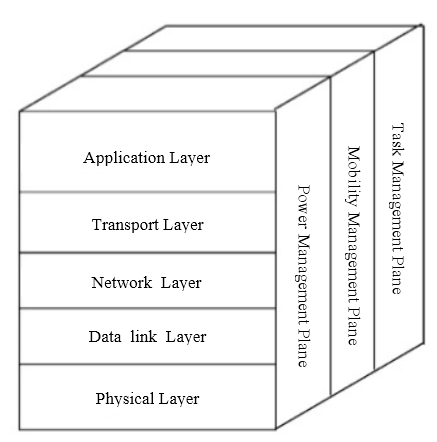 Application Layer
Transport Layer
Network Layer
Data link Layer
Physical Layer
Power Management Plane
Mobility Management Plane
Task Management Plane